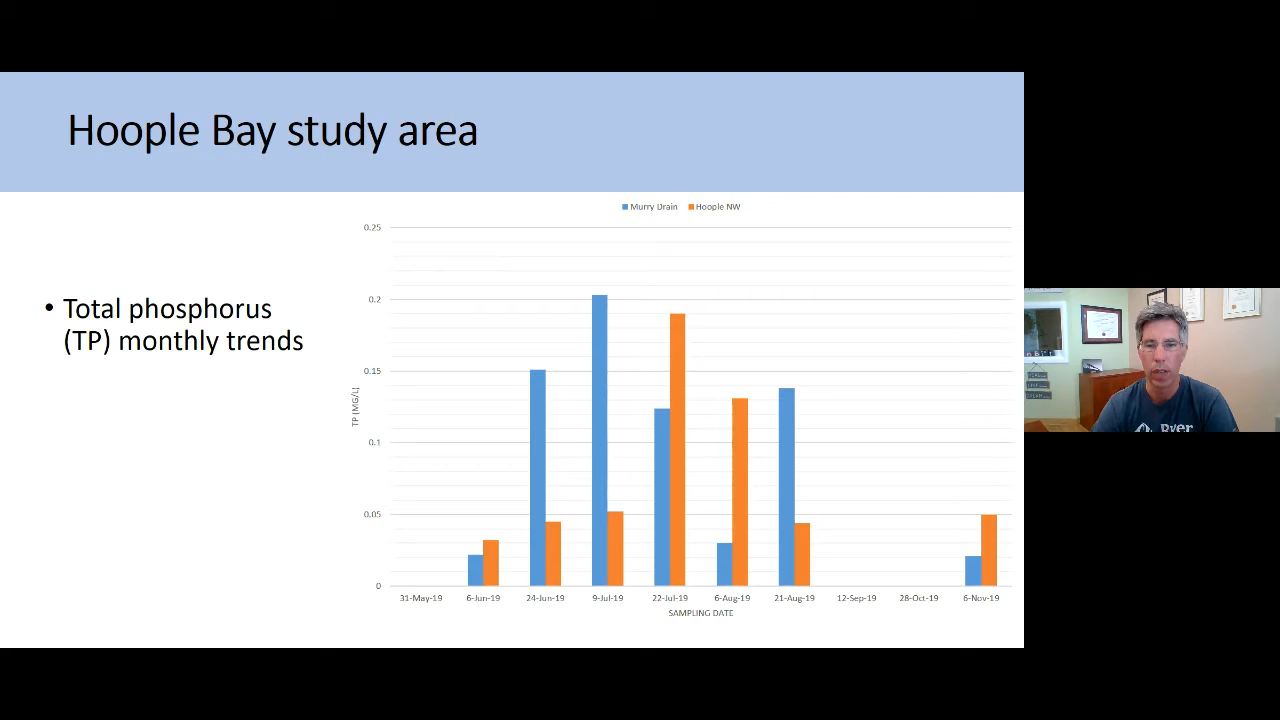 Hoople Bay study area
• Total phosphorus
(TP) monthly trends
Murry Drain Hoople NW
0.25
0.2
0.15
0.1
0.05
0
TP (MG/L)
31-May-19 6-Jun-19 24-Jun-19 9-Jul-19 22-Jul-19 6-Aug-19 21-Aug-19 12-Sep-19 28-Oct-19 6-Nov-19
SAMPLING DATE